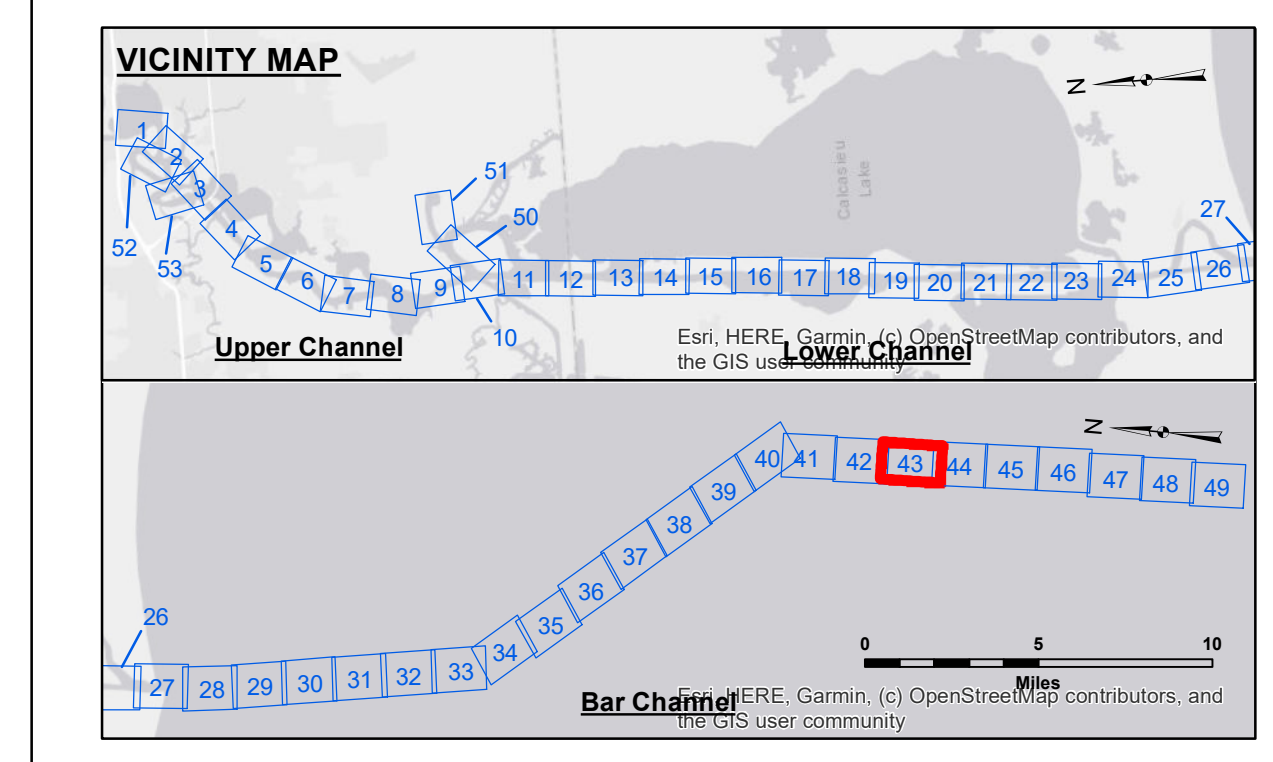 VICINITY MAP
N
1
2
3
4
5
6
7
8
9
10
11 12 13 14 15 16 17 18 19 20 21 22 23 24 25 26
27
50
51
52
53
Calcasieu
Lake
Upper Channel
Lower Channel
Esri, HERE, Garmin, (c) OpenStreetMap contributors, and
the GIS user community
N
26
27 28 29 30 31 32 33
34
35
36
37
38
39
40
41 42 43 44 45 46 47 48 49
0 5 10
Miles
Bar Channel
Esri, HERE, Garmin, (c) OpenStreetMap contributors, and
the GIS user community